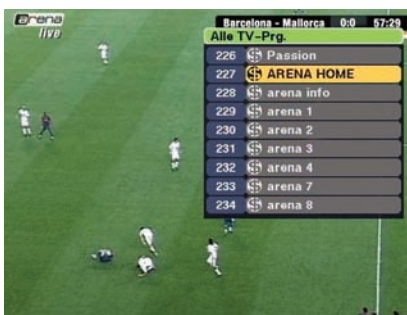 arena
live
Barcelona - Mallorca 0:0 57:29
Alle TV-Prg.
226 Passion
227 ARENA HOME
228 arena info
229 arena 1
230 arena 2
231 arena 3
232 arena 4
233 arena 7
234 arena 8